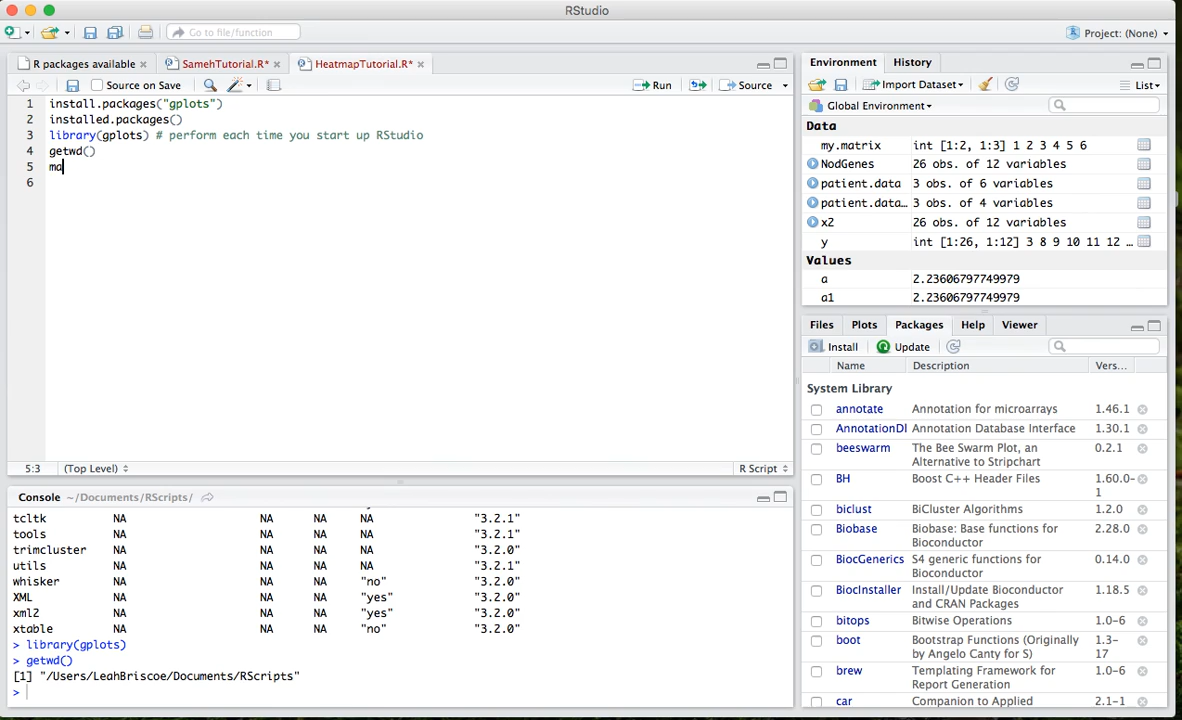 RStudio
Go to file/function
Project: (None)
R packages available
SamehTutorial.R*
HeatmapTutorial.R*
Source on Save
Run
Source
1 install.packages("gplots")
2 installed.packages()
3 library(gplots) # perform each time you start up RStudio
4 getwd()
5 ma
6
5:3 (Top Level)
R Script
Console ~/Documents/RScripts/
tcltk NA NA NA NA "3.2.1"
tools NA NA NA NA "3.2.1"
trimcluster NA NA NA NA "3.2.0"
utils NA NA NA NA "3.2.1"
whisker NA NA NA "no" "3.2.0"
XML NA NA NA "yes" "3.2.0"
xml2 NA NA NA "yes" "3.2.0"
xtable NA NA NA "no" "3.2.0"
> library(gplots)
> getwd()
[1] "/Users/LeahBriscoe/Documents/RScripts"
>
Environment History
Import Dataset
List
Global Environment
Data
my.matrix int [1:2, 1:3] 1 2 3 4 5 6
NodGenes 26 obs. of 12 variables
patient.data 3 obs. of 6 variables
patient.data… 3 obs. of 4 variables
x2 26 obs. of 12 variables
y int [1:26, 1:12] 3 8 9 10 11 12 …
Values
a 2.23606797749979
a1 2.23606797749979
Files Plots Packages Help Viewer
Install Update
Name Description Vers...
System Library
annotate Annotation for microarrays 1.46.1
AnnotationDl Annotation Database Interface 1.30.1
beeswarm The Bee Swarm Plot, an 0.2.1
Alternative to Stripchart
BH Boost C++ Header Files 1.60.0-
1
biclust BiCluster Algorithms 1.2.0
Biobase Biobase: Base functions for 2.28.0
Bioconductor
BiocGenerics S4 generic functions for 0.14.0
Bioconductor
BiocInstaller Install/Update Bioconductor 1.18.5
and CRAN Packages
bitops Bitwise Operations 1.0-6
boot Bootstrap Functions (Originally 1.3-
by Angelo Canty for S) 17
brew Templating Framework for 1.0-6
Report Generation
car Companion to Applied 2.1-1